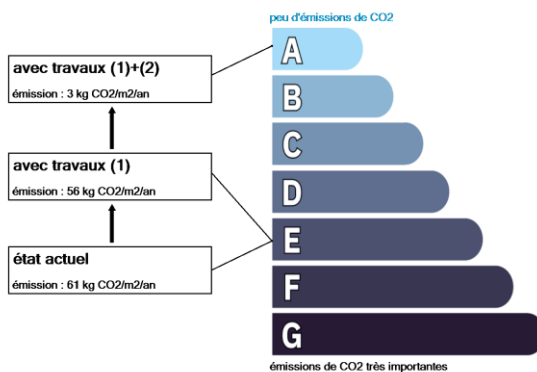 peu d'émissions de CO2
avec travaux (1)+(2)
émission : 3 kg CO2/m2/an
avec travaux (1)
émission : 56 kg CO2/m2/an
état actuel
émission : 61 kg CO2/m2/an
A
B
C
D
E
F
G
émissions de CO2 très importantes